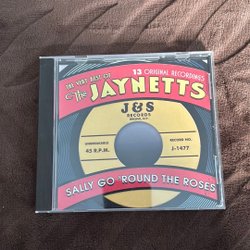 THE VERY BEST OF
13 ORIGINAL RECORDINGS
The JAYNETTS
J&S
RECORDS
UNBREAKABLE
45 R.P.M.
RECORD NO.
J-1477
SALLY GO 'ROUND THE ROSES